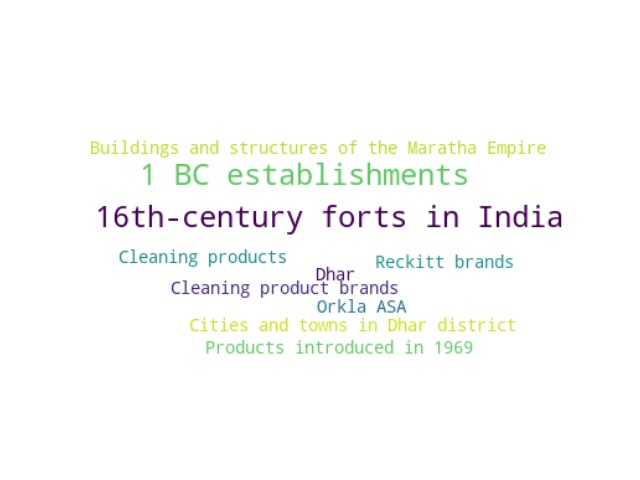 Buildings and structures of the Maratha Empire
1 BC establishments
16th-century forts in India
Cleaning products
Reckitt brands
Dhar
Cleaning product brands
Orkla ASA
Cities and towns in Dhar district
Products introduced in 1969